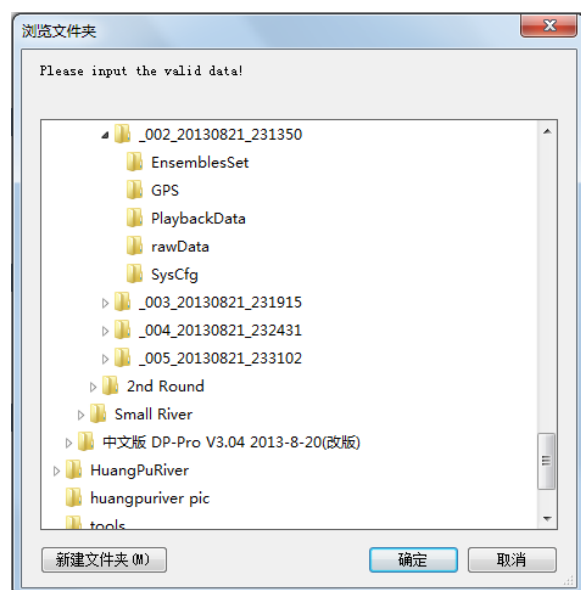 浏览文件夹
Please input the valid data!
_002_20130821_231350
EnsemblesSet
GPS
PlaybackData
rawData
SysCfg
_003_20130821_231915
_004_20130821_232431
_005_20130821_233102
2nd Round
Small River
中文版 DP-Pro V3.04 2013-8-20(改版)
HuangPuRiver
huangpuriver pic
tools
新建文件夹(M)
确定
取消